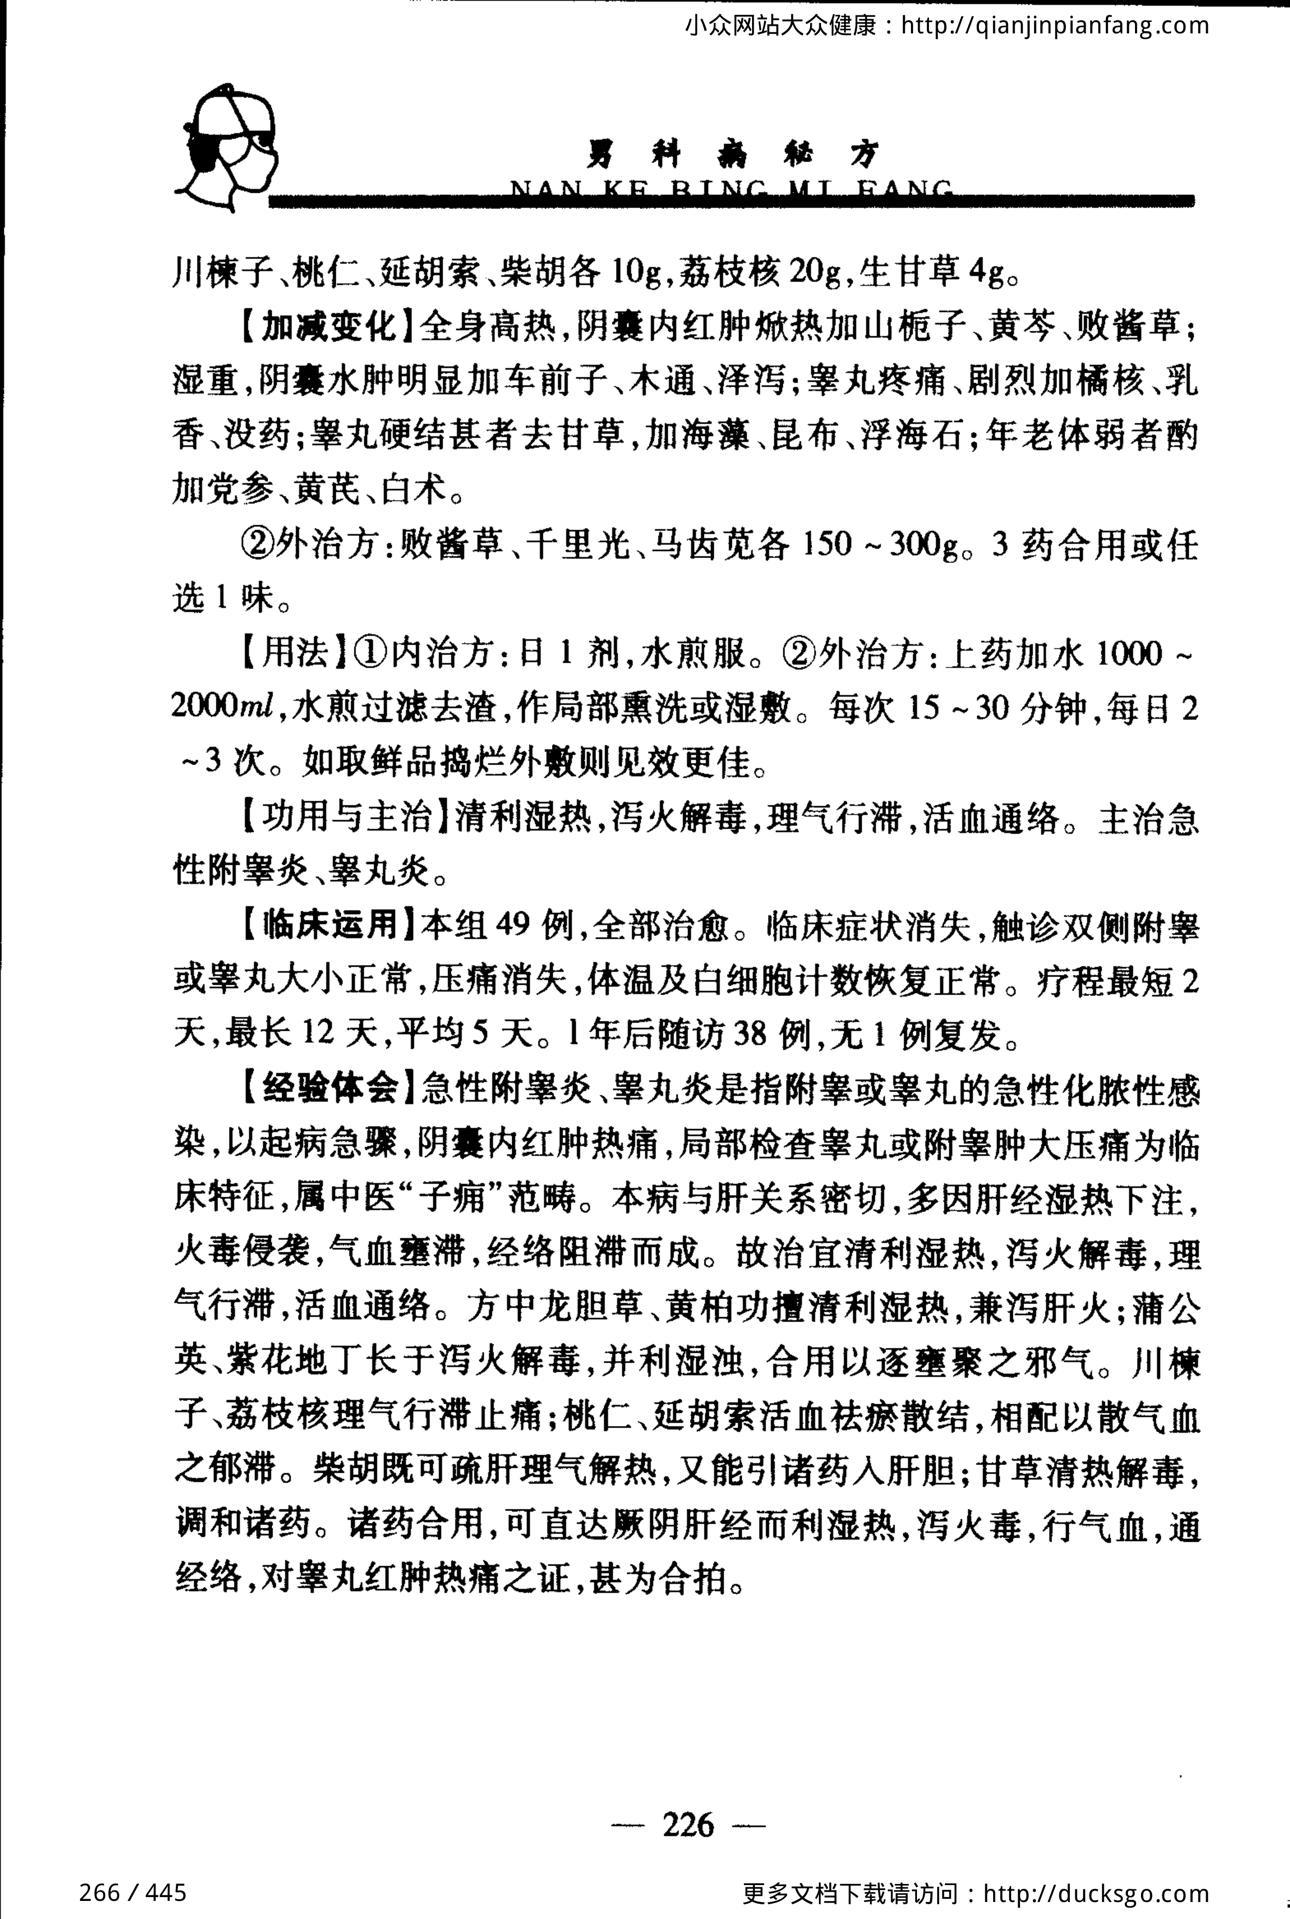 小众网站大众健康：http://qianjinpianfang.com
男科病秘方
NAN KE BING MI FANG
川楝子、桃仁、延胡索、柴胡各10g,荔枝核20g,生甘草4g。
【加减变化】全身高热,阴囊内红肿焮热加山栀子、黄芩、败酱草;
湿重,阴囊水肿明显加车前子、木通、泽泻;睾丸疼痛、剧烈加橘核、乳
香、没药;睾丸硬结甚者去甘草,加海藻、昆布、浮海石;年老体弱者酌
加党参、黄芪、白术。
②外治方:败酱草、千里光、马齿苋各150~300g。3药合用或任
选1味。
【用法】①内治方:日1剂,水煎服。②外治方:上药加水1000~
2000ml,水煎过滤去渣,作局部熏洗或湿敷。每次15~30分钟,每日2
~3次。如取鲜品捣烂外敷则见效更佳。
【功用与主治】清利湿热,泻火解毒,理气行滞,活血通络。主治急
性附睾炎、睾丸炎。
【临床运用】本组49例,全部治愈。临床症状消失,触诊双侧附睾
或睾丸大小正常,压痛消失,体温及白细胞计数恢复正常。疗程最短2
天,最长12天,平均5天。1年后随访38例,无1例复发。
【经验体会】急性附睾炎、睾丸炎是指附睾或睾丸的急性化脓性感
染,以起病急骤,阴囊内红肿热痛,局部检查睾丸或附睾肿大压痛为临
床特征,属中医“子痈”范畴。本病与肝关系密切,多因肝经湿热下注,
火毒侵袭,气血壅滞,经络阻滞而成。故治宜清利湿热,泻火解毒,理
气行滞,活血通络。方中龙胆草、黄柏功擅清利湿热,兼泻肝火;蒲公
英、紫花地丁长于泻火解毒,并利湿浊,合用以逐壅聚之邪气。川楝
子、荔枝核理气行滞止痛;桃仁、延胡索活血祛瘀散结,相配以散气血
之郁滞。柴胡既可疏肝理气解热,又能引诸药入肝胆;甘草清热解毒,
调和诸药。诸药合用,可直达厥阴肝经而利湿热,泻火毒,行气血,通
经络,对睾丸红肿热痛之证,甚为合拍。
— 226 —
266 / 445
更多文档下载请访问：http://ducksgo.com